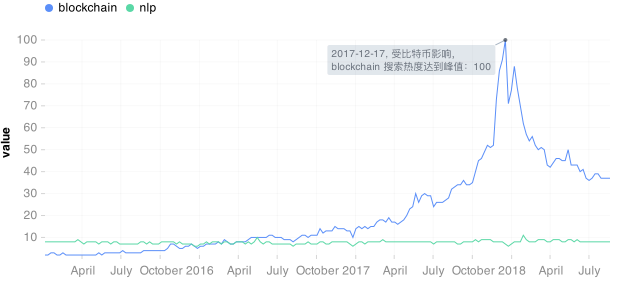 blockchain nlp
100
2017-12-17, 受比特币影响,
blockchain 搜索热度达到峰值：100
90
80
70
60
50
40
30
20
10
value
April July October 2016 April July October 2017 April July October 2018 April July